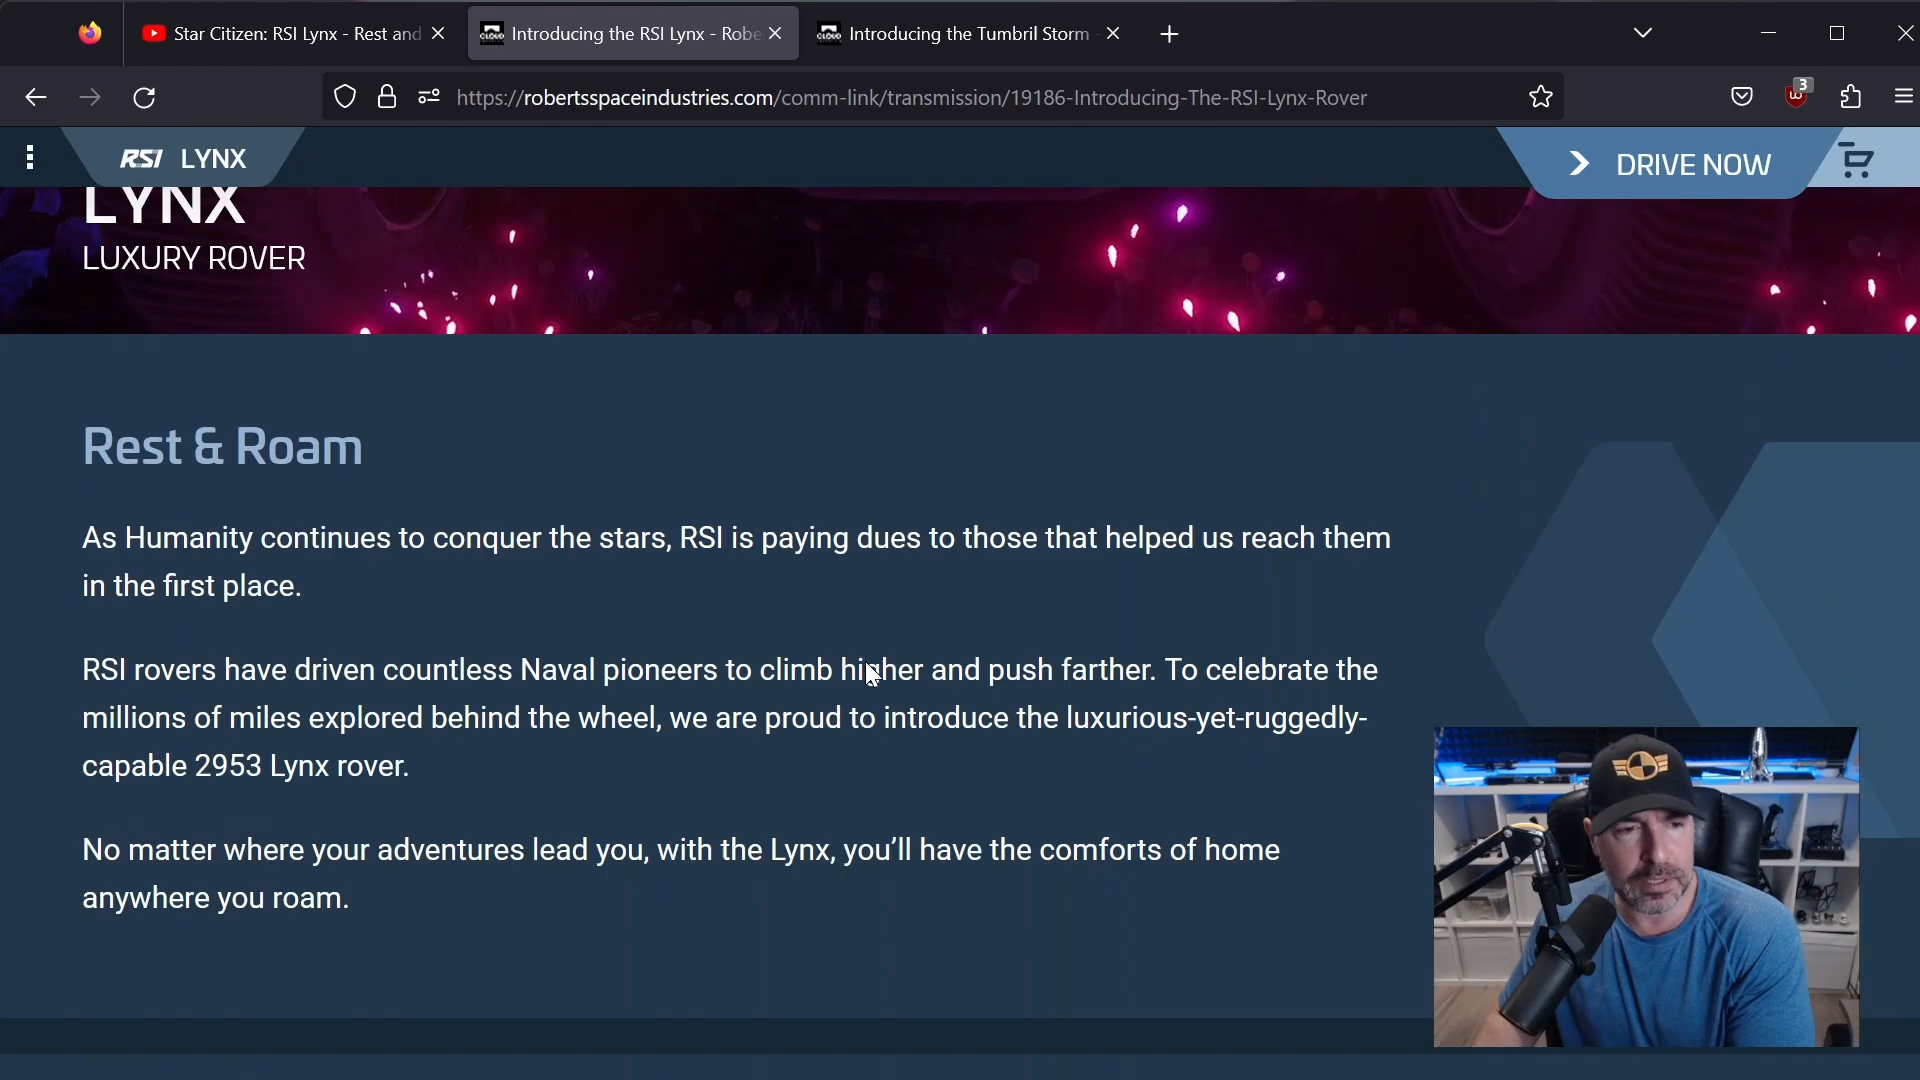 Star Citizen: RSI Lynx - Rest and
Introducing the RSI Lynx - Robe
CLOUD
Introducing the Tumbril Storm -
https://robertsspaceindustries.com/comm-link/transmission/19186-Introducing-The-RSI-Lynx-Rover
3
RSI LYNX
DRIVE NOW
LYNX
LUXURY ROVER
Rest & Roam
As Humanity continues to conquer the stars, RSI is paying dues to those that helped us reach them
in the first place.
RSI rovers have driven countless Naval pioneers to climb higher and push farther. To celebrate the
millions of miles explored behind the wheel, we are proud to introduce the luxurious-yet-ruggedly-
capable 2953 Lynx rover.
No matter where your adventures lead you, with the Lynx, you’ll have the comforts of home
anywhere you roam.